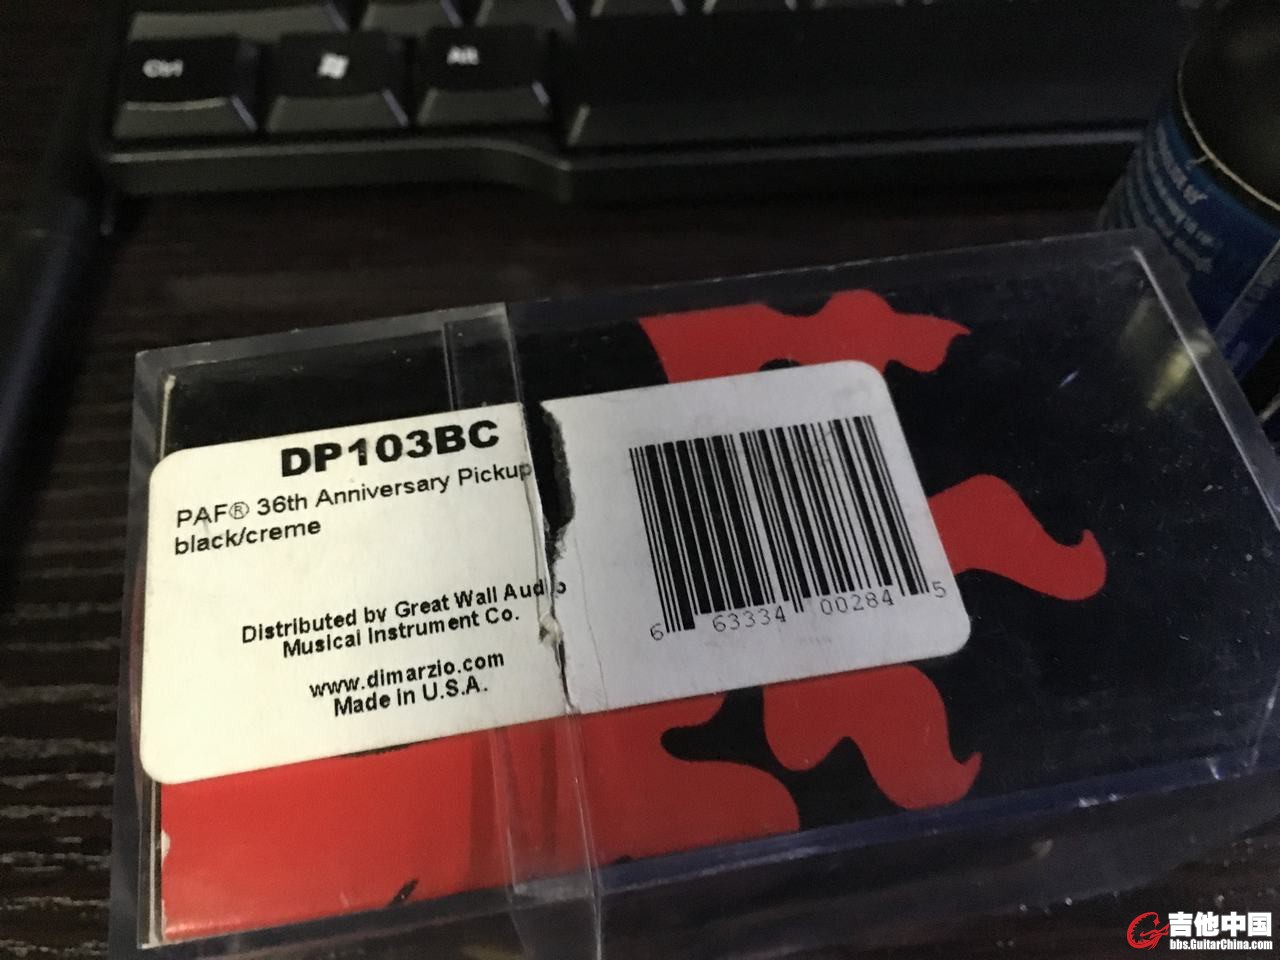 Ctrl
Alt
DP103BC
PAF® 36th Anniversary Pickup
black/creme
Distributed by Great Wall Audio
Musical Instrument Co.
www.dimarzio.com
Made in U.S.A.
6 63334 00284 5
吉他中国
bbs.GuitarChina.com